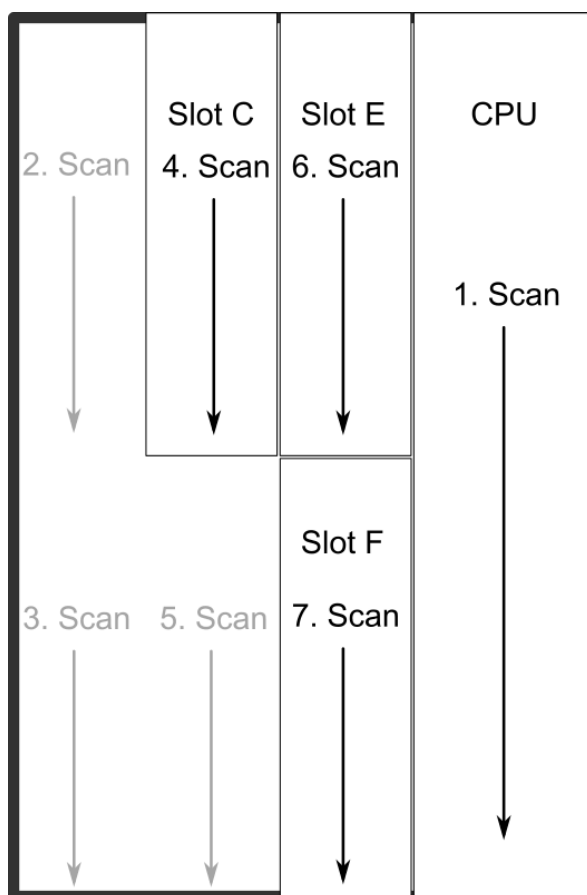 Slot C
Slot E
CPU
2. Scan
4. Scan
6. Scan
1. Scan
Slot F
3. Scan
5. Scan
7. Scan